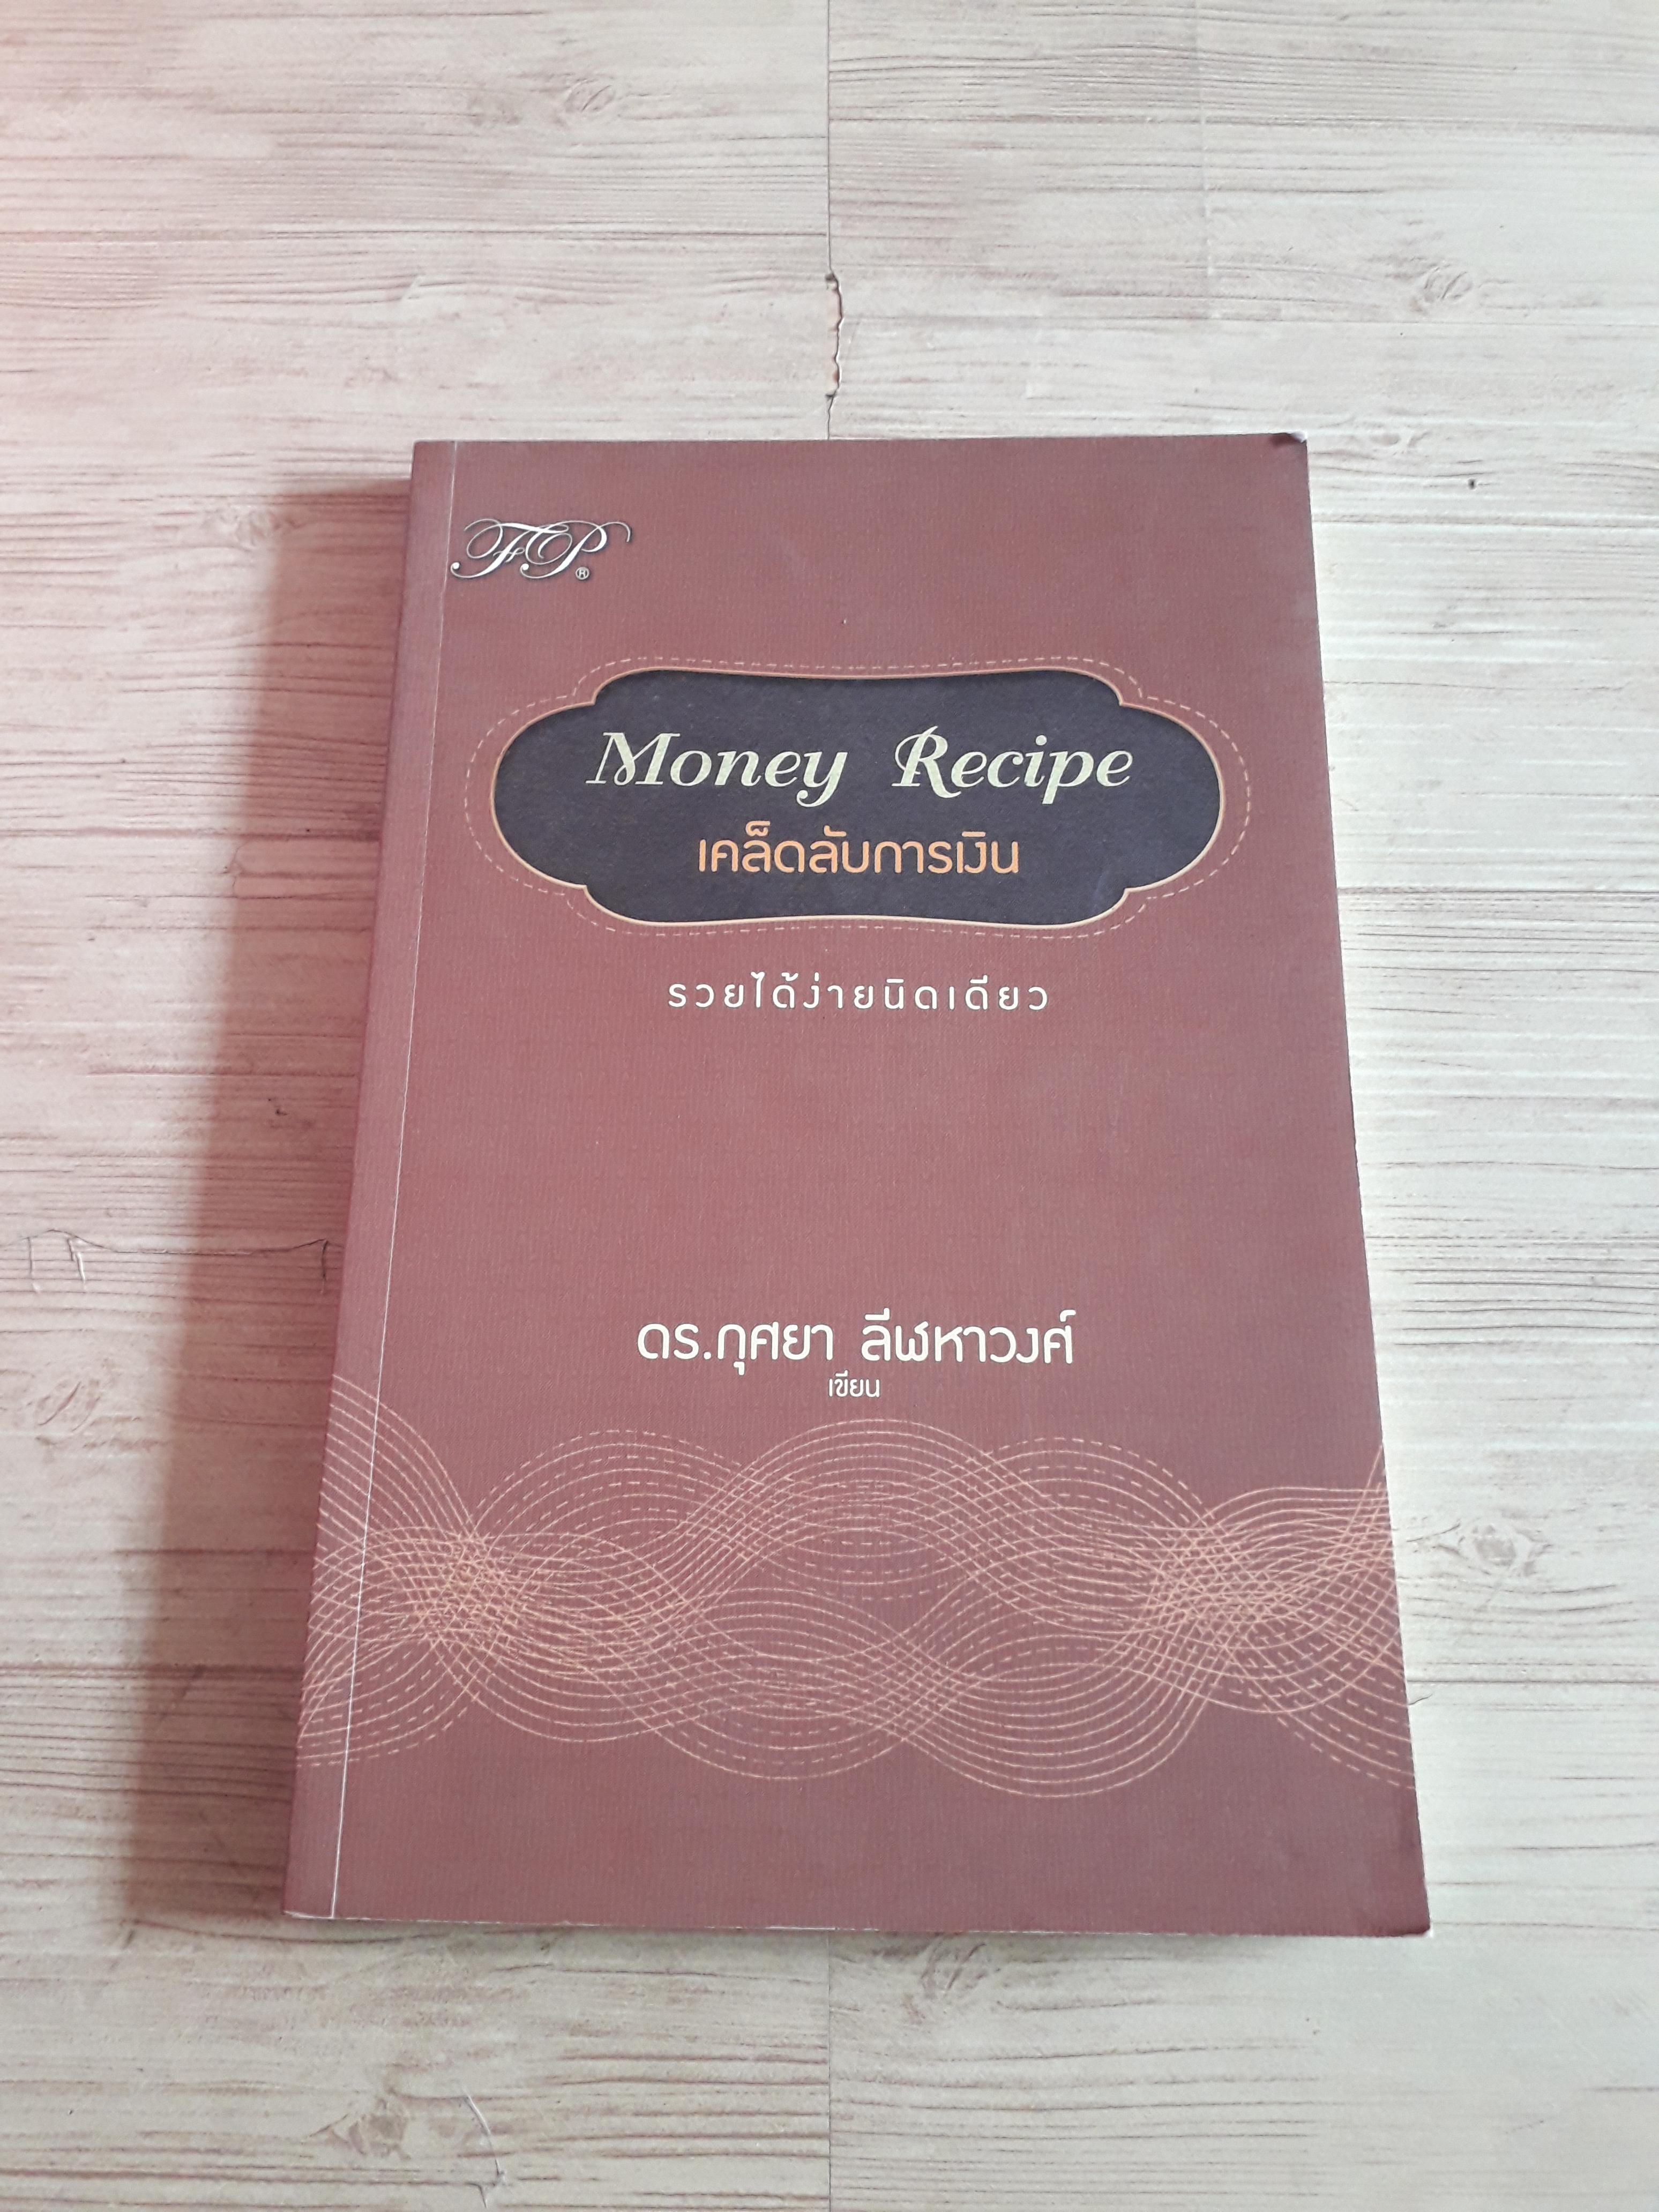 FP®
Money Recipe
เคล็ดลับการเงิน
รวยได้ง่ายนิดเดียว
ดร.กุศยา ลีฬหาวงศ์
เขียน